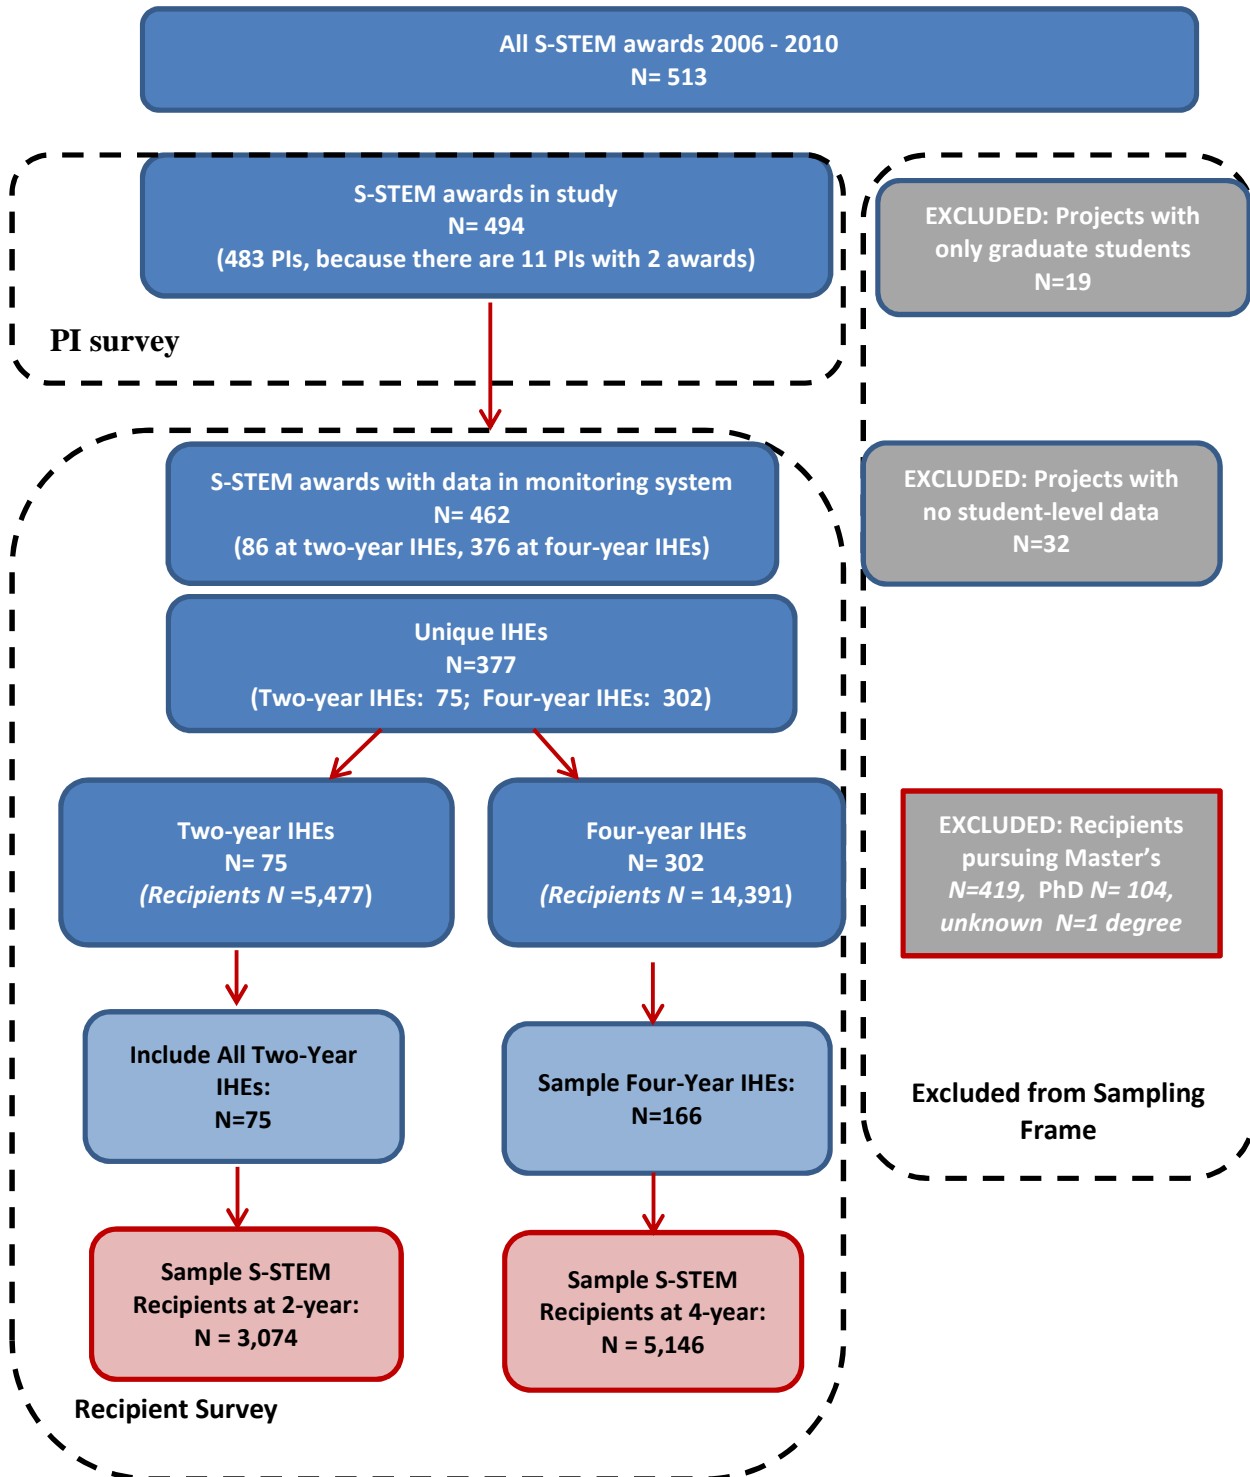 All S-STEM awards 2006 - 2010
N= 513
S-STEM awards in study
N= 494
(483 PIs, because there are 11 PIs with 2 awards)
PI survey
EXCLUDED: Projects with
only graduate students
N=19
S-STEM awards with data in monitoring system
N= 462
(86 at two-year IHEs, 376 at four-year IHEs)
EXCLUDED: Projects with
no student-level data
N=32
Unique IHEs
N=377
(Two-year IHEs:  75;  Four-year IHEs:  302)
Two-year IHEs
N= 75
(Recipients N =5,477)
Four-year IHEs
N= 302
(Recipients N = 14,391)
EXCLUDED: Recipients
pursuing Master’s
N=419,  PhD N= 104,
unknown  N=1 degree
Include All Two-Year
IHEs:
N=75
Sample Four-Year IHEs:
N=166
Excluded from Sampling
Frame
Sample S-STEM
Recipients at 2-year:
N = 3,074
Sample S-STEM
Recipients at 4-year:
N = 5,146
Recipient Survey